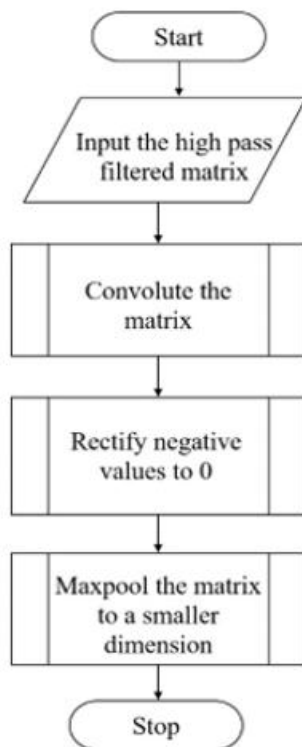 Start
Input the high pass
filtered matrix
Convolute the
matrix
Rectify negative
values to 0
Maxpool the matrix
to a smaller
dimension
Stop